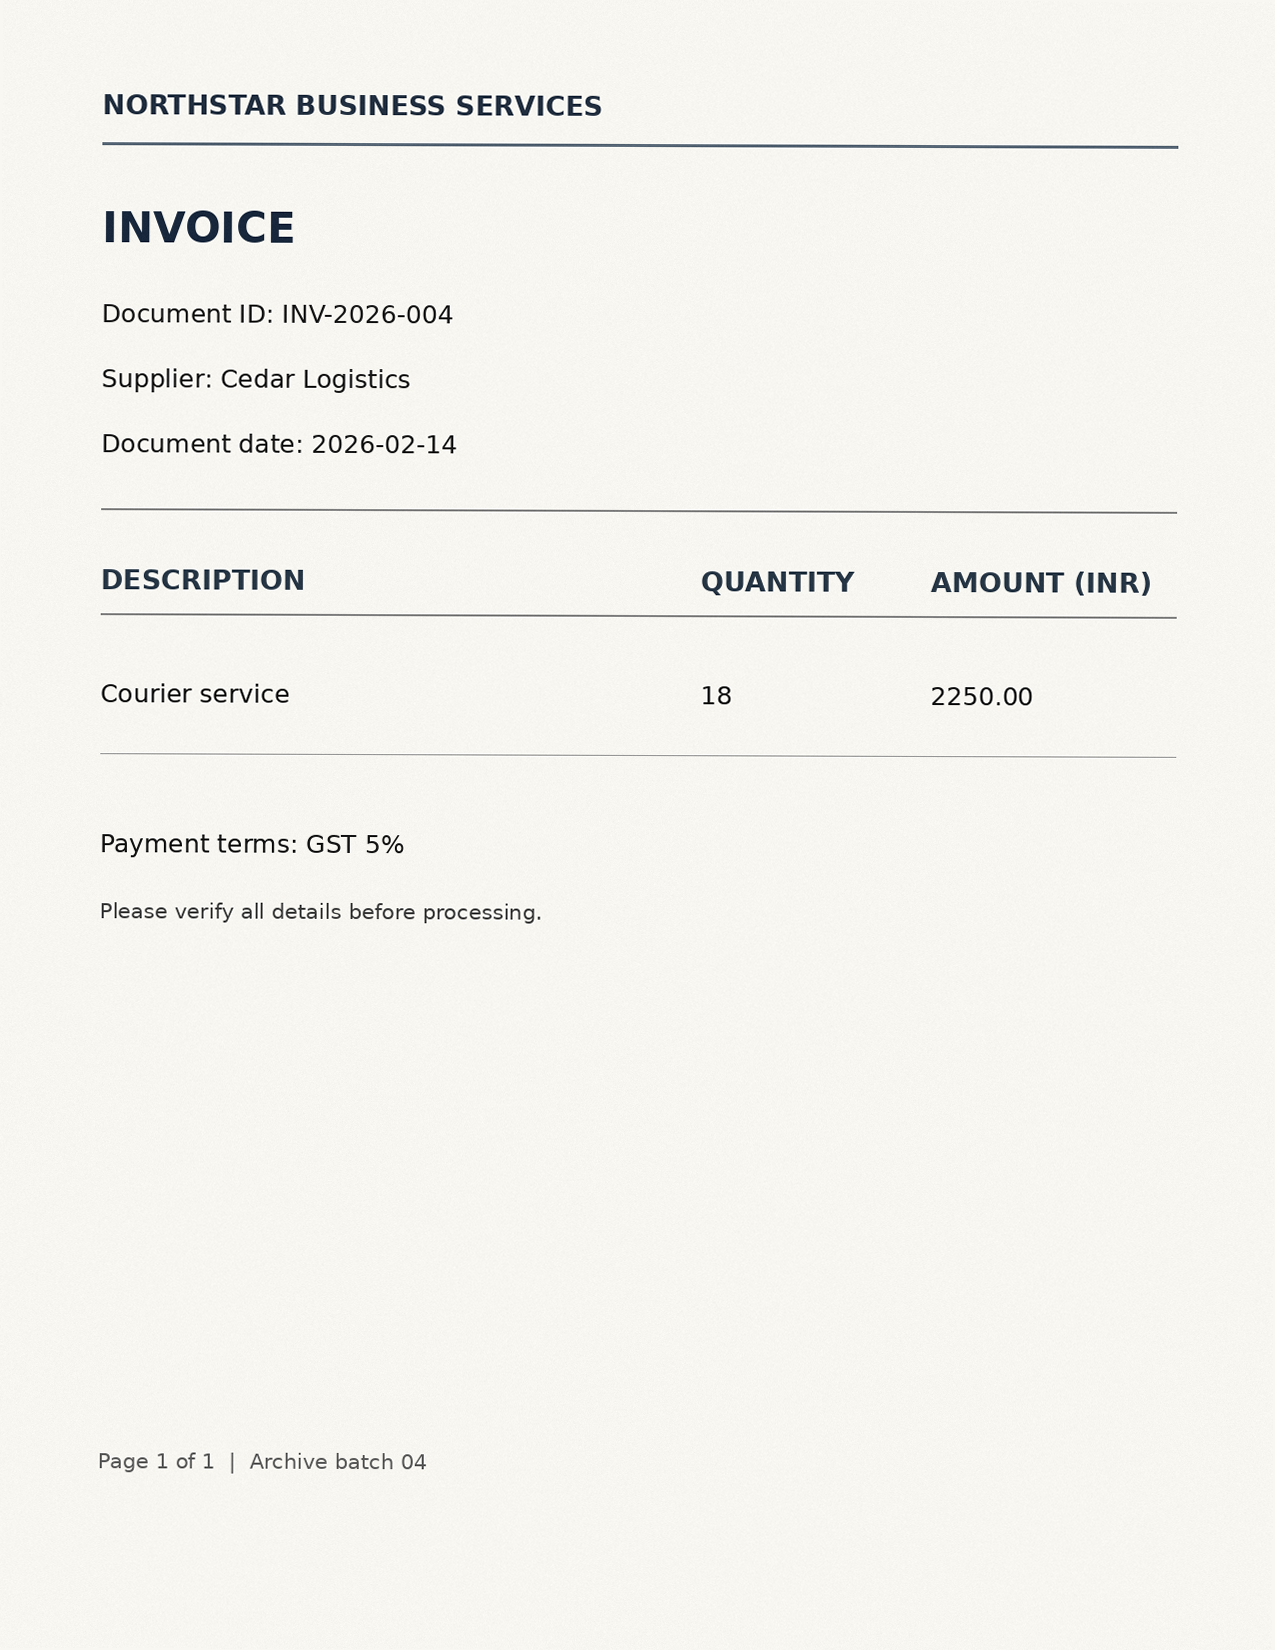 NORTHSTAR BUSINESS SERVICES
INVOICE
Document ID: INV-2026-004
Supplier: Cedar Logistics
Document date: 2026-02-14
DESCRIPTION QUANTITY AMOUNT (INR)
Courier service 18 2250.00
Payment terms: GST 5%
Please verify all details before processing.
Page 1 of 1 | Archive batch 04